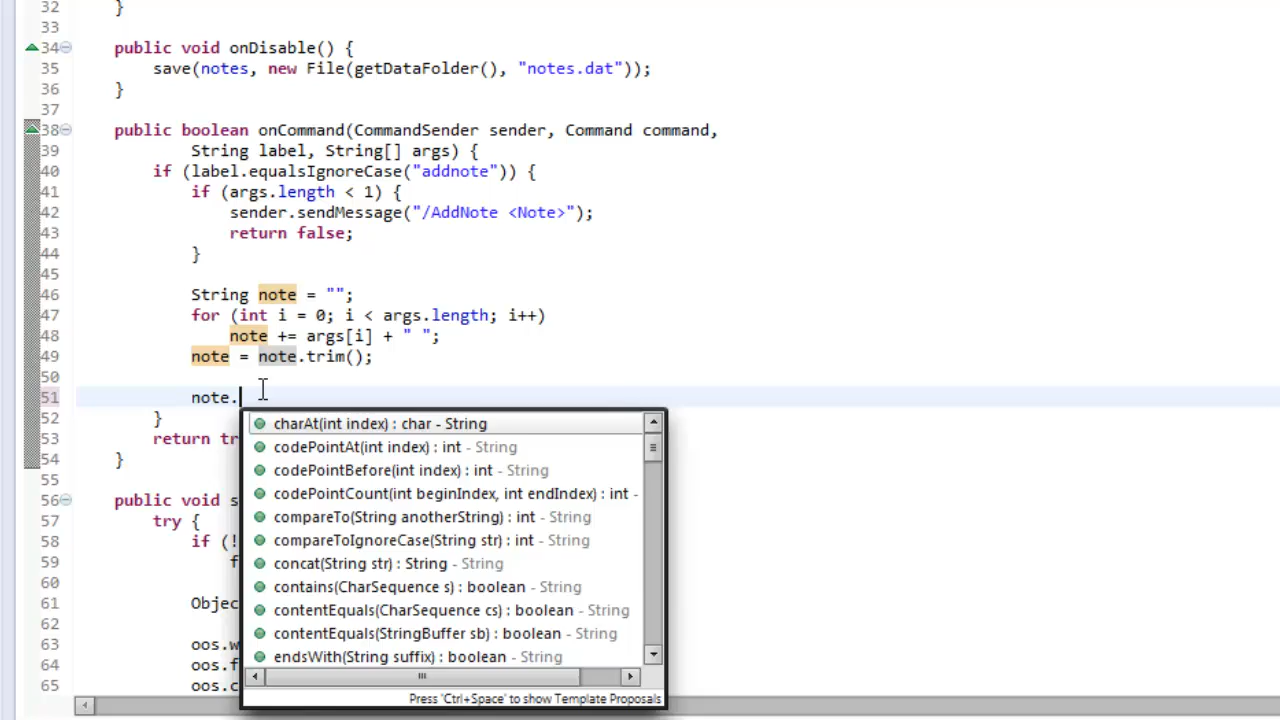 32 }
33
34 public void onDisable() {
35 save(notes, new File(getDataFolder(), "notes.dat"));
36 }
37
38 public boolean onCommand(CommandSender sender, Command command,
39 String label, String[] args) {
40 if (label.equalsIgnoreCase("addnote")) {
41 if (args.length < 1) {
42 sender.sendMessage("/AddNote <Note>");
43 return false;
44 }
45
46 String note = "";
47 for (int i = 0; i < args.length; i++)
48 note += args[i] + " ";
49 note = note.trim();
50
51 note.
52 }
53 return tr
54 }
55
56 public void s
57 try {
58 if (!
59 f
60
61 Objec
62
63 oos.w
64 oos.f
65 oos.c
charAt(int index) : char - String
codePointAt(int index) : int - String
codePointBefore(int index) : int - String
codePointCount(int beginIndex, int endIndex) : int -
compareTo(String anotherString) : int - String
compareToIgnoreCase(String str) : int - String
concat(String str) : String - String
contains(CharSequence s) : boolean - String
contentEquals(CharSequence cs) : boolean - String
contentEquals(StringBuffer sb) : boolean - String
endsWith(String suffix) : boolean - String
Press 'Ctrl+Space' to show Template Proposals